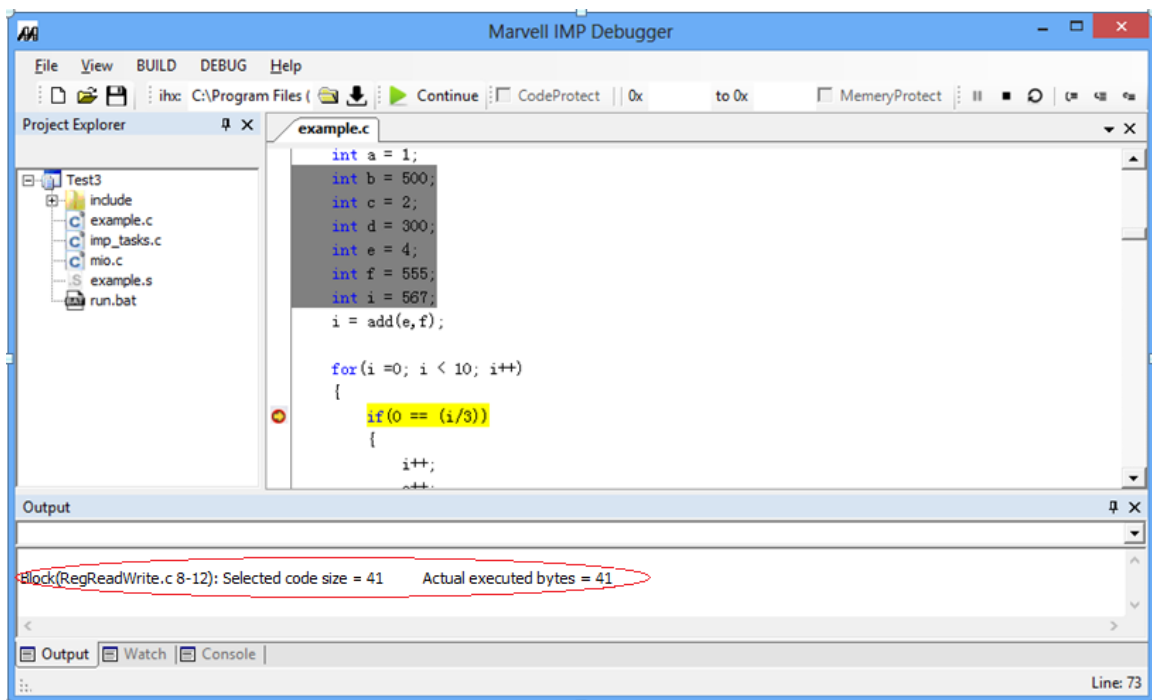 Marvell IMP Debugger
File View BUILD DEBUG Help
ihx: C:\Program Files ( Continue CodeProtect 0x to 0x MemeryProtect
Project Explorer
example.c
Test3
include
example.c
imp_tasks.c
mio.c
example.s
run.bat
int a = 1;
int b = 500;
int c = 2;
int d = 300;
int e = 4;
int f = 555;
int i = 567;
i = add(e,f);
for(i =0; i < 10; i++)
{
if(0 == (i/3))
{
i++;
Output
Block(RegReadWrite.c 8-12): Selected code size = 41 Actual executed bytes = 41
Output Watch Console
Line: 73